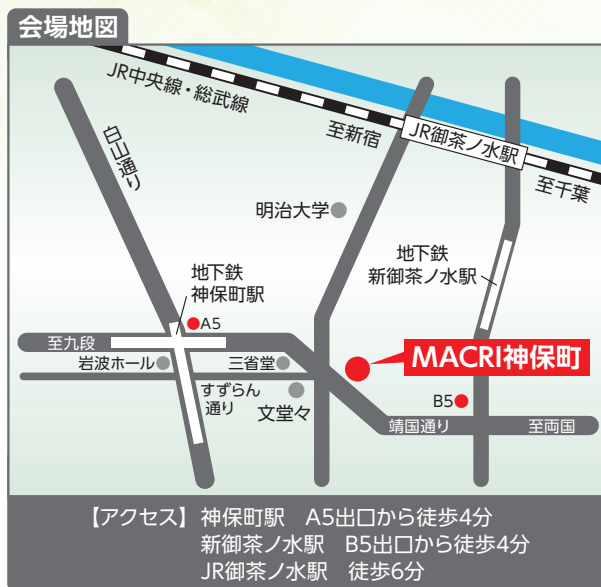 会場地図
JR中央線・総武線
至新宿
JR御茶ノ水駅
至千葉
白山通り
明治大学
地下鉄
新御茶ノ水駅
地下鉄
神保町駅
A5
至九段
岩波ホール
三省堂
MACRI神保町
すずらん
通り
文堂々
B5
靖国通り
至両国
【アクセス】 神保町駅 A5出口から徒歩4分
新御茶ノ水駅 B5出口から徒歩4分
JR御茶ノ水駅 徒歩6分